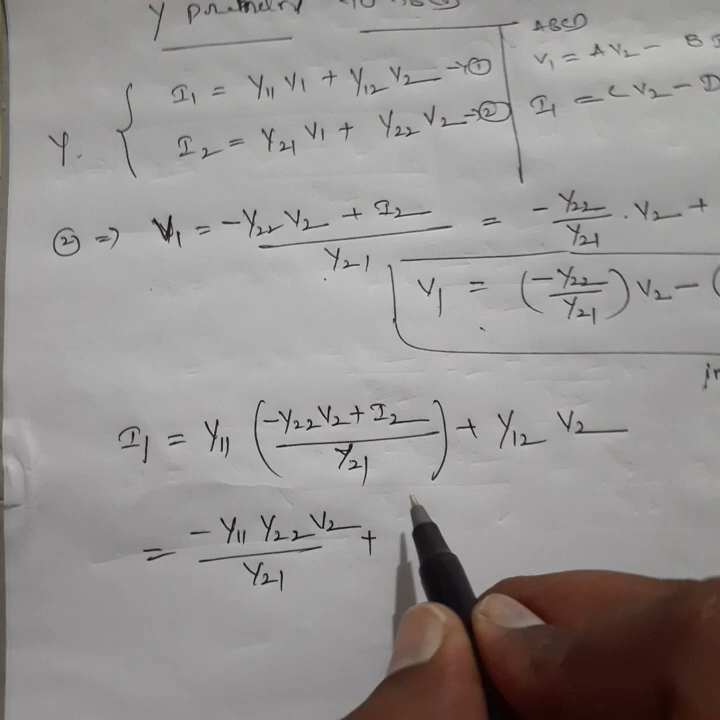 Y
ABCD
I₁ = Y₁₁ V₁ + Y₁₂ V₂ → ①
V₁ = AV₂ - B
Y.
I₂ = Y₂₁ V₁ + Y₂₂ V₂ → ②
I₁ = CV₂ - D
② ⇒ V₁ = (-Y₂₂ V₂ + I₂) / Y₂₁ = -Y₂₂ / Y₂₁ . V₂ +
V₁ = (-Y₂₂ / Y₂₁) V₂ - (
I₁ = Y₁₁ ((-Y₂₂ V₂ + I₂) / Y₂₁) + Y₁₂ V₂
= (-Y₁₁ Y₂₂ V₂) / Y₂₁ +